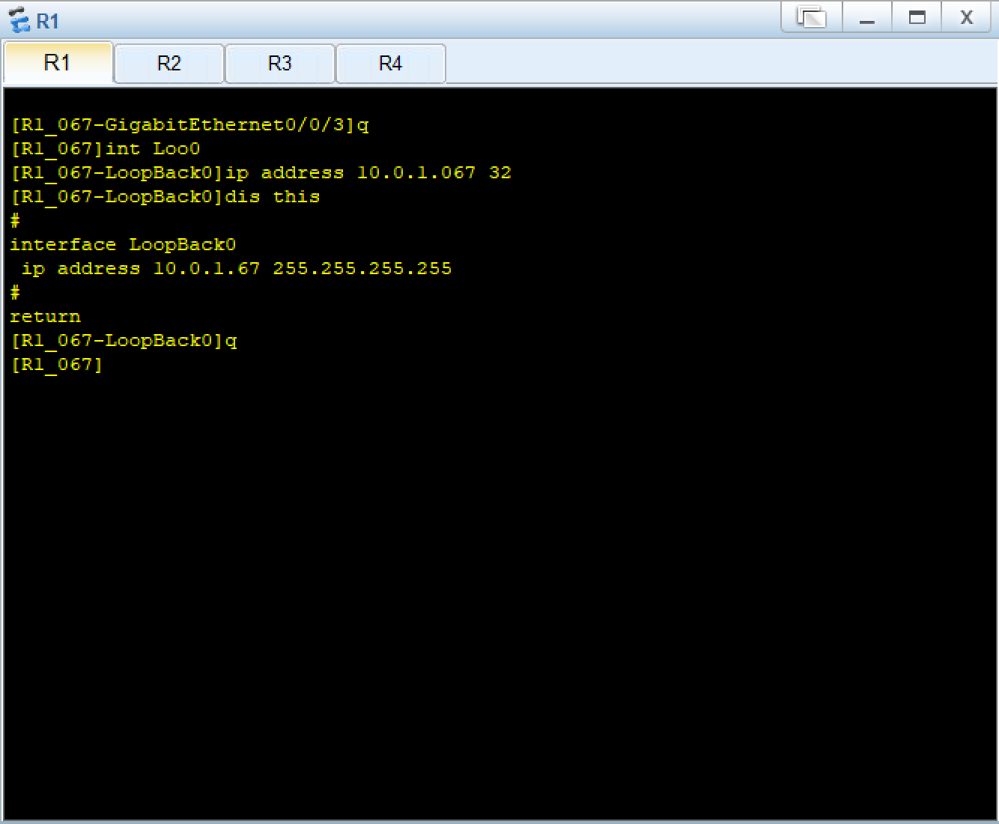 R1
R1 R2 R3 R4
[R1_067-GigabitEthernet0/0/3]q
[R1_067]int Loo0
[R1_067-LoopBack0]ip address 10.0.1.067 32
[R1_067-LoopBack0]dis this
#
interface LoopBack0
 ip address 10.0.1.67 255.255.255.255
#
return
[R1_067-LoopBack0]q
[R1_067]